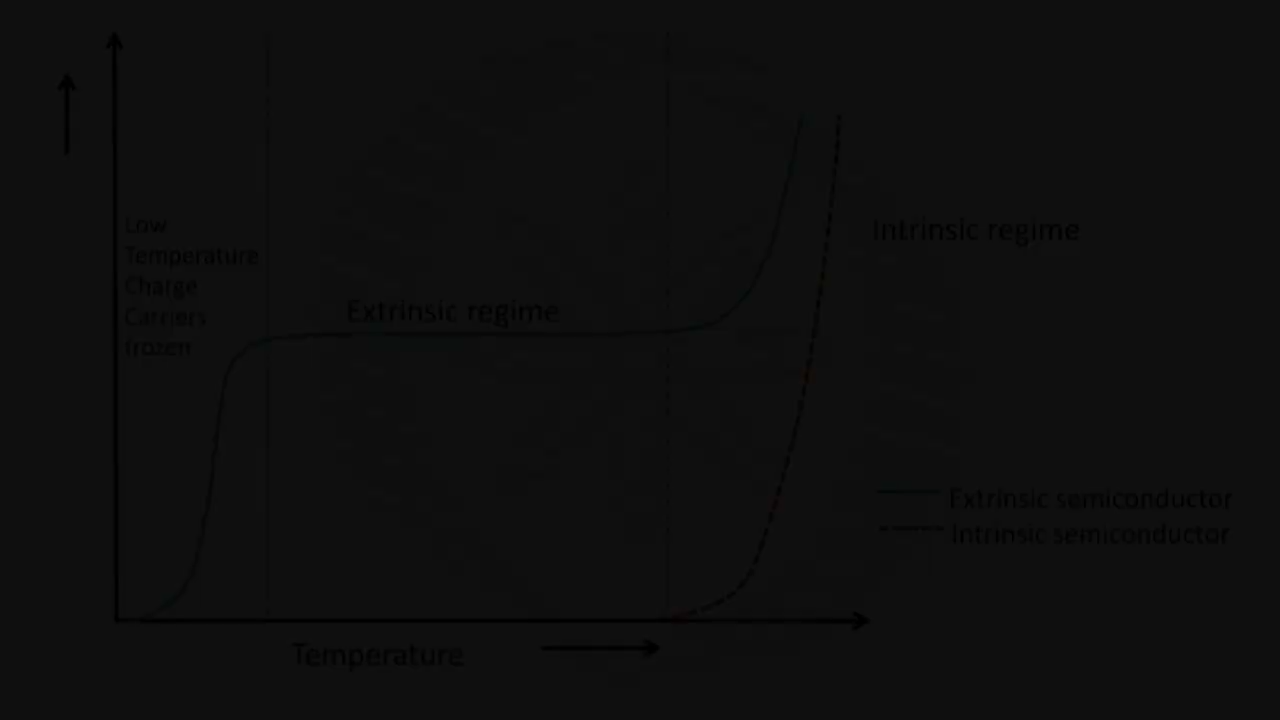 Low
Temperature
Charge
Carriers
frozen
Extrinsic regime
Intrinsic regime
Extrinsic semiconductor
Intrinsic semiconductor
Temperature